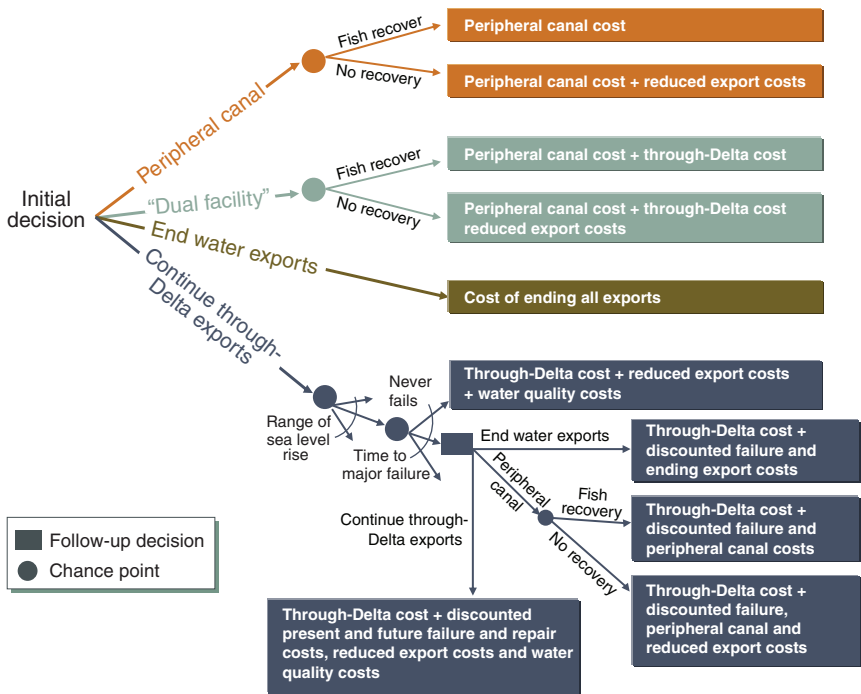 Fish recover
Peripheral canal cost
Peripheral canal
No recovery
Peripheral canal cost + reduced export costs
Initial
decision
"Dual facility"
Fish recover
Peripheral canal cost + through-Delta cost
No recovery
Peripheral canal cost + through-Delta cost
reduced export costs
End water exports
Cost of ending all exports
Continue through-
Delta exports
Range of
sea level
rise
Never
fails
Through-Delta cost + reduced export costs
+ water quality costs
Time to
major failure
End water exports
Through-Delta cost +
discounted failure and
ending export costs
Peripheral
canal
Fish
recovery
Through-Delta cost +
discounted failure and
peripheral canal costs
No recovery
Through-Delta cost +
discounted failure,
peripheral canal and
reduced export costs
Continue through-
Delta exports
Through-Delta cost + discounted
present and future failure and repair
costs, reduced export costs and water
quality costs
Follow-up decision
Chance point